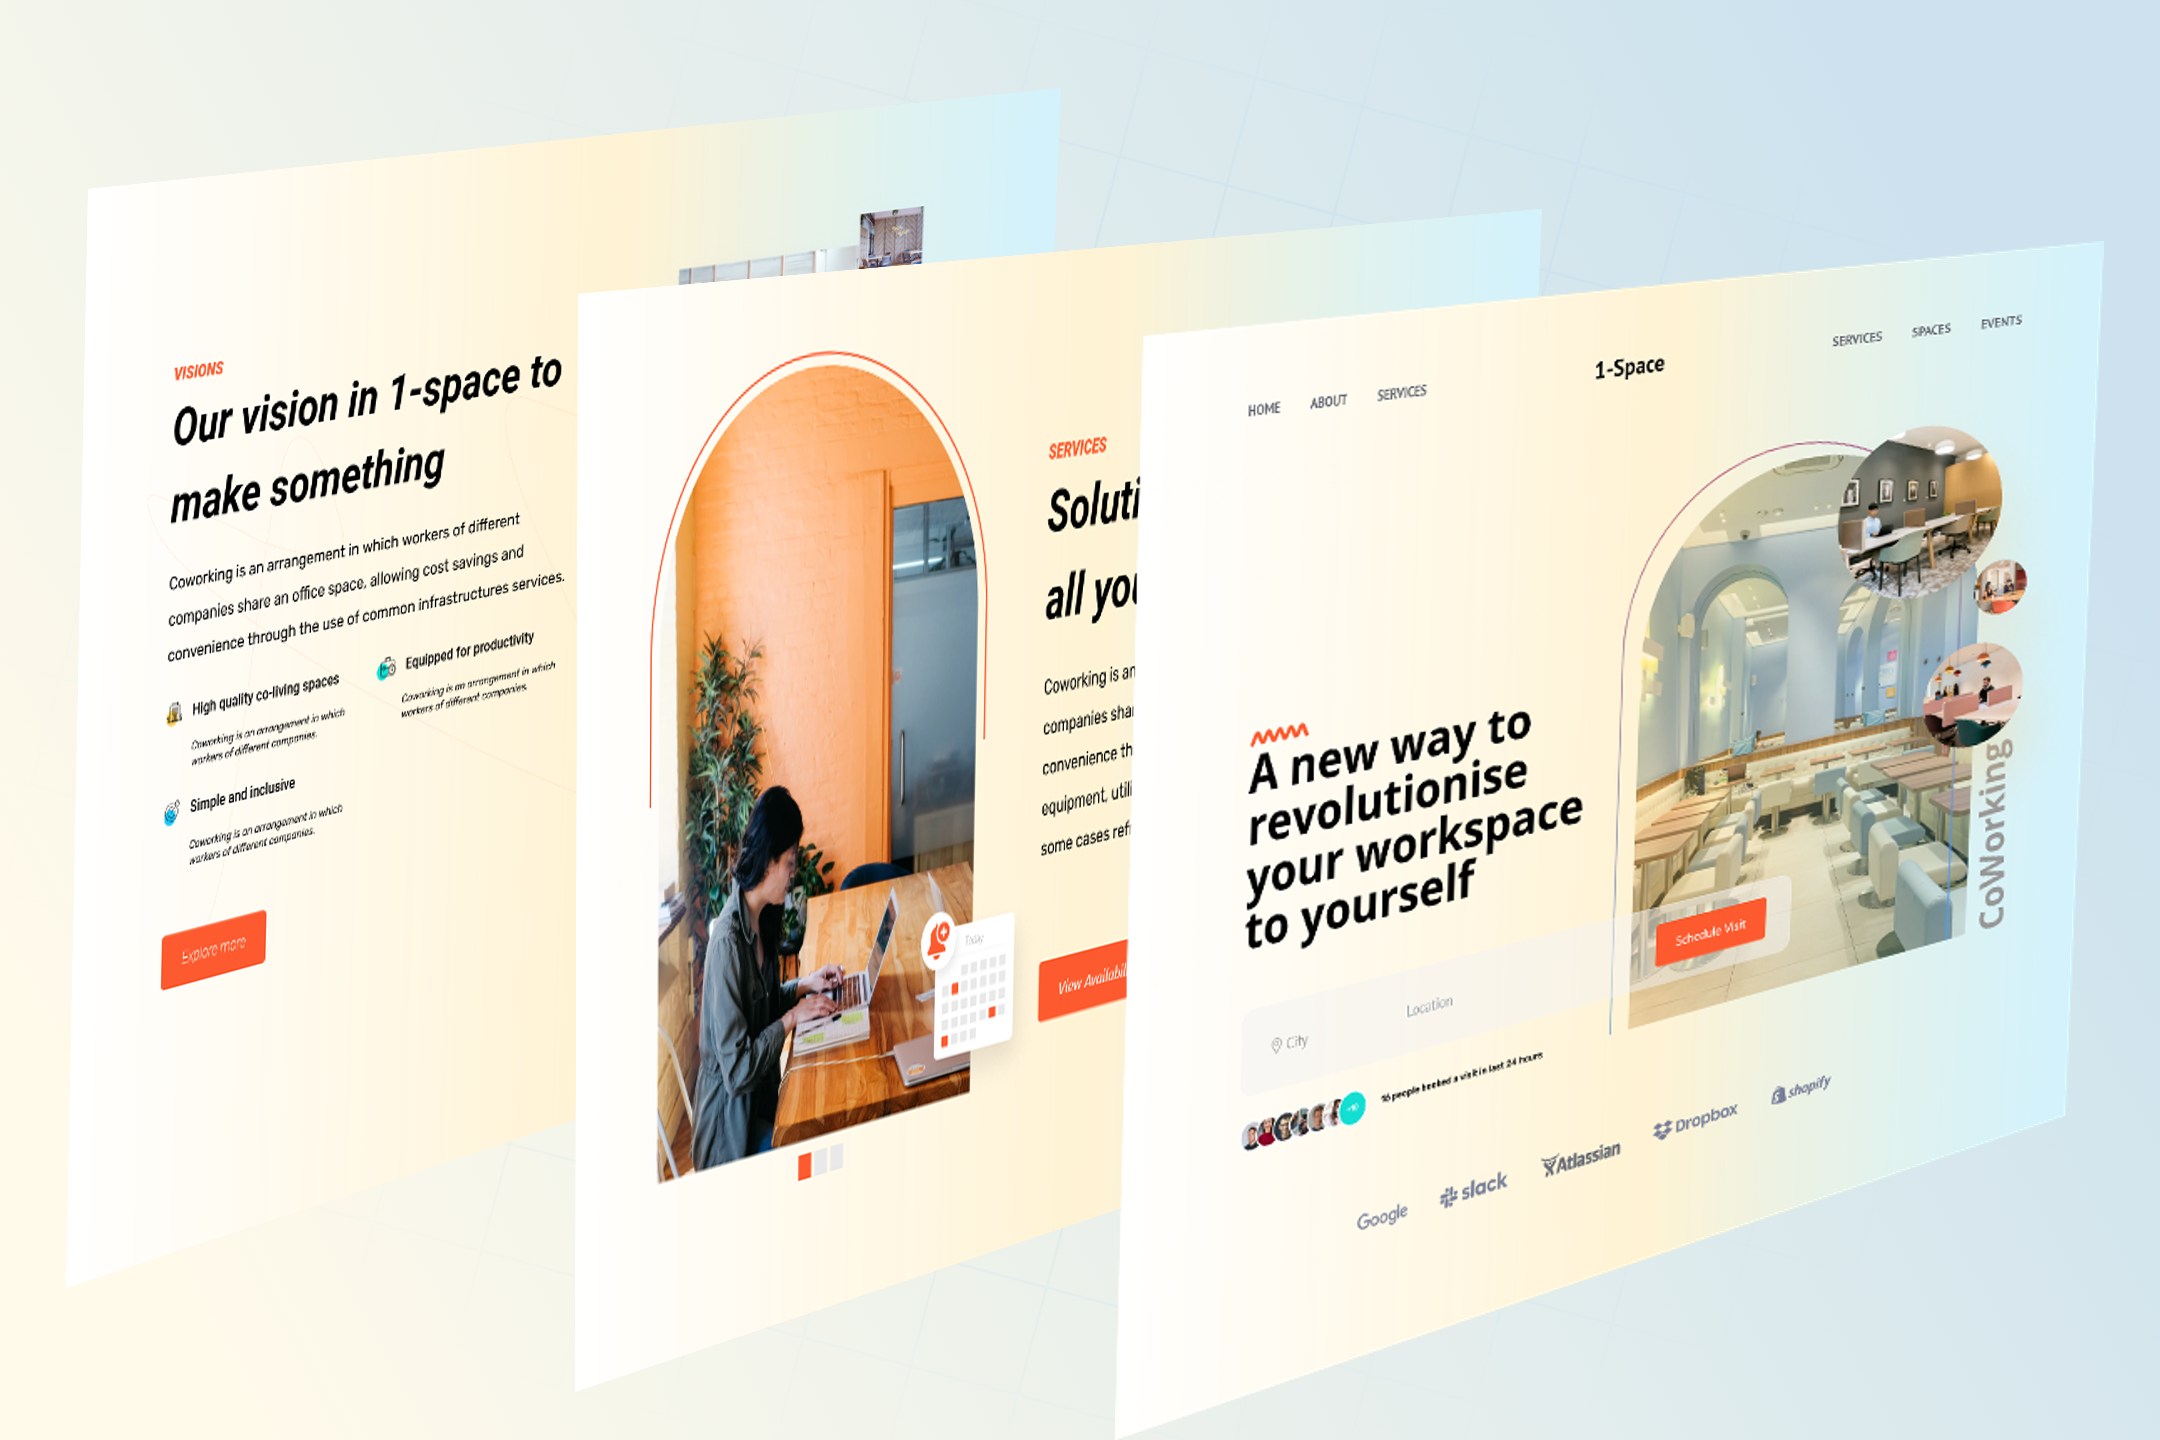 VISIONS
Our vision in 1-space to
make something
Coworking is an arrangement in which workers of different
companies share an office space, allowing cost savings and
convenience through the use of common infrastructures services.
High quality co-living spaces
Coworking is an arrangement in which
workers of different companies.
Equipped for productivity
Coworking is an arrangement in which
workers of different companies.
Simple and inclusive
Coworking is an arrangement in which
workers of different companies.
Explore more
Today
SERVICES
Soluti
all you
Coworking is an
companies shar
convenience th
equipment, utili
some cases ref
View Availabil
HOME
ABOUT
SERVICES
1-Space
SERVICES
SPACES
EVENTS
A new way to
revolutionise
your workspace
to yourself
CoWorking
City
Location
Schedule Visit
16 people booked a visit in last 24 hours
Google
slack
Atlassian
Dropbox
shopify